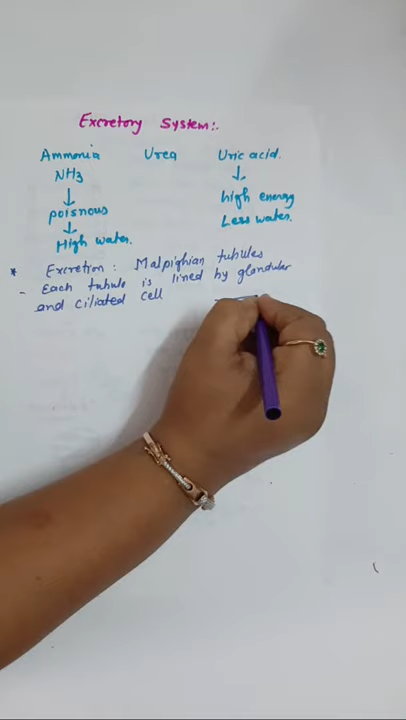 Excretory System:.
Ammonia Urea Uric acid.
NH3
poisnous high energy
Less water.
High water.
* Excretion: Malpighian tubules
- Each tubule is lined by glandular
and ciliated cell